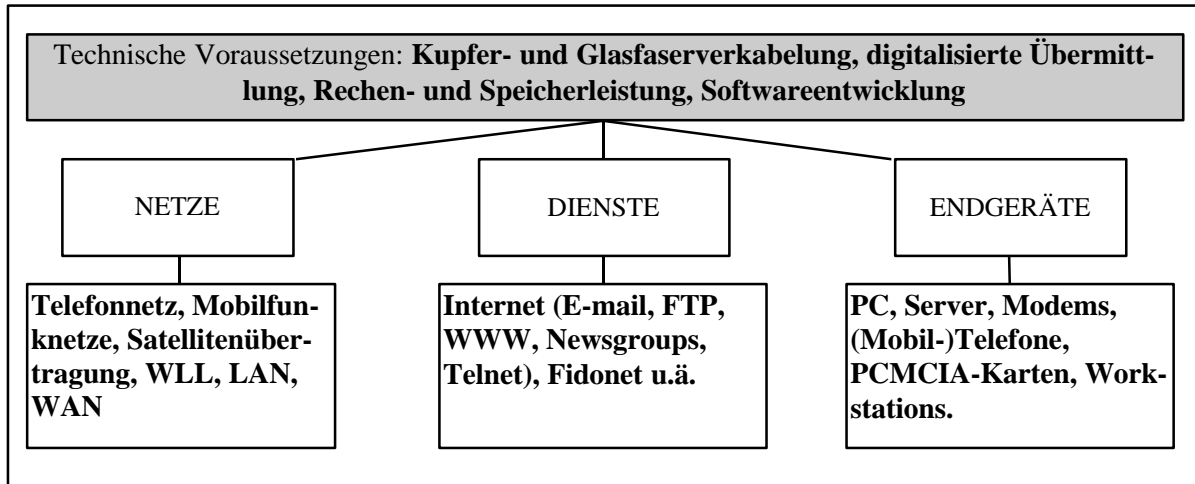 Technische Voraussetzungen: Kupfer- und Glasfaserverkabelung, digitalisierte Übermitt-
lung, Rechen- und Speicherleistung, Softwareentwicklung
NETZE
DIENSTE
ENDGERÄTE
Telefonnetz, Mobilfun-
knetze, Satellitenüber-
tragung, WLL, LAN,
WAN
Internet (E-mail, FTP,
WWW, Newsgroups,
Telnet), Fidonet u.ä.
PC, Server, Modems,
(Mobil-)Telefone,
PCMCIA-Karten, Work-
stations.